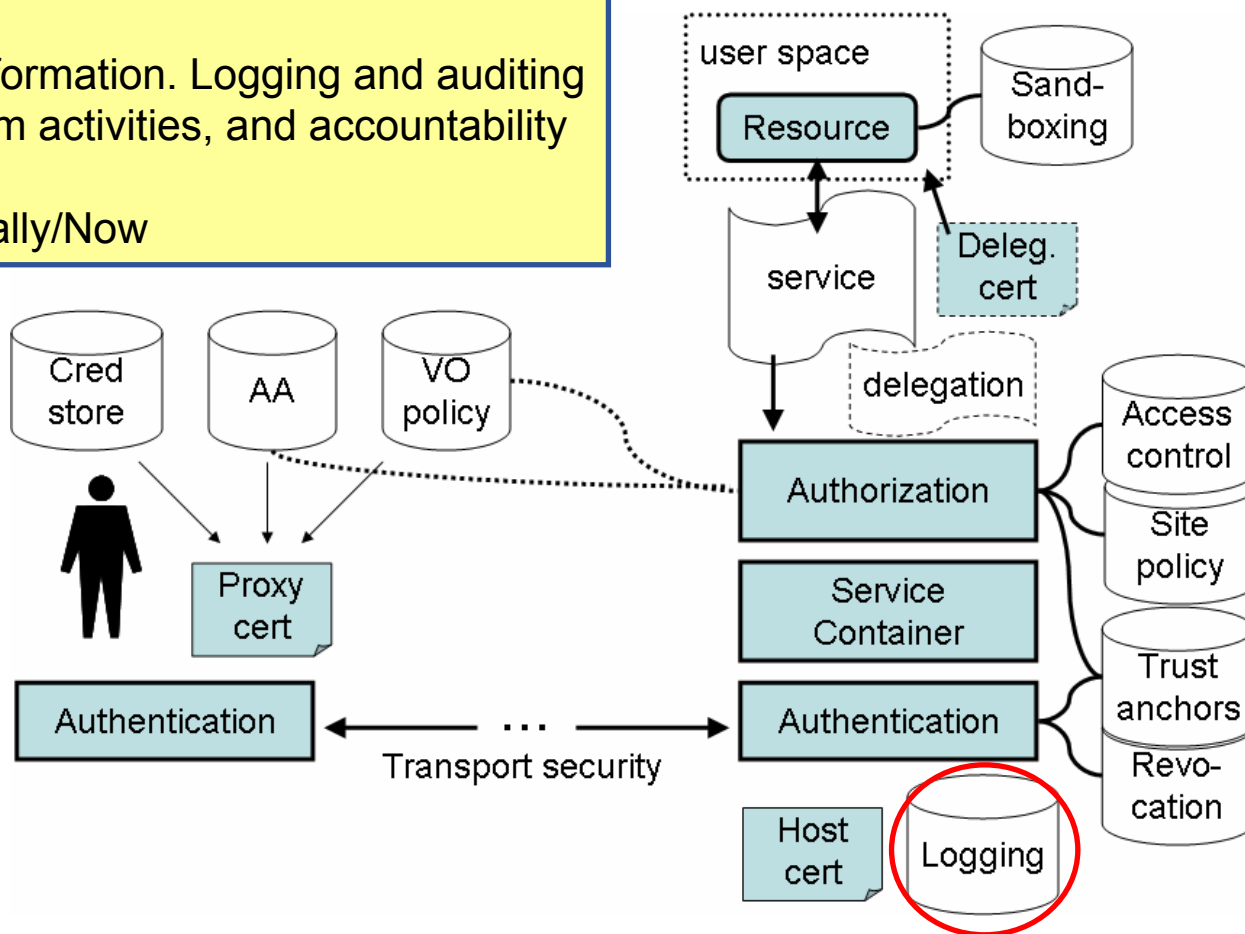 formation. Logging and auditing
m activities, and accountability
ally/Now
user space
Resource
Sand-
boxing
service
Deleg.
cert
delegation
Cred
store
AA
VO
policy
Proxy
cert
Authorization
Access
control
Site
policy
Service
Container
Trust
anchors
Authentication
...
Transport security
Authentication
Revo-
cation
Host
cert
Logging